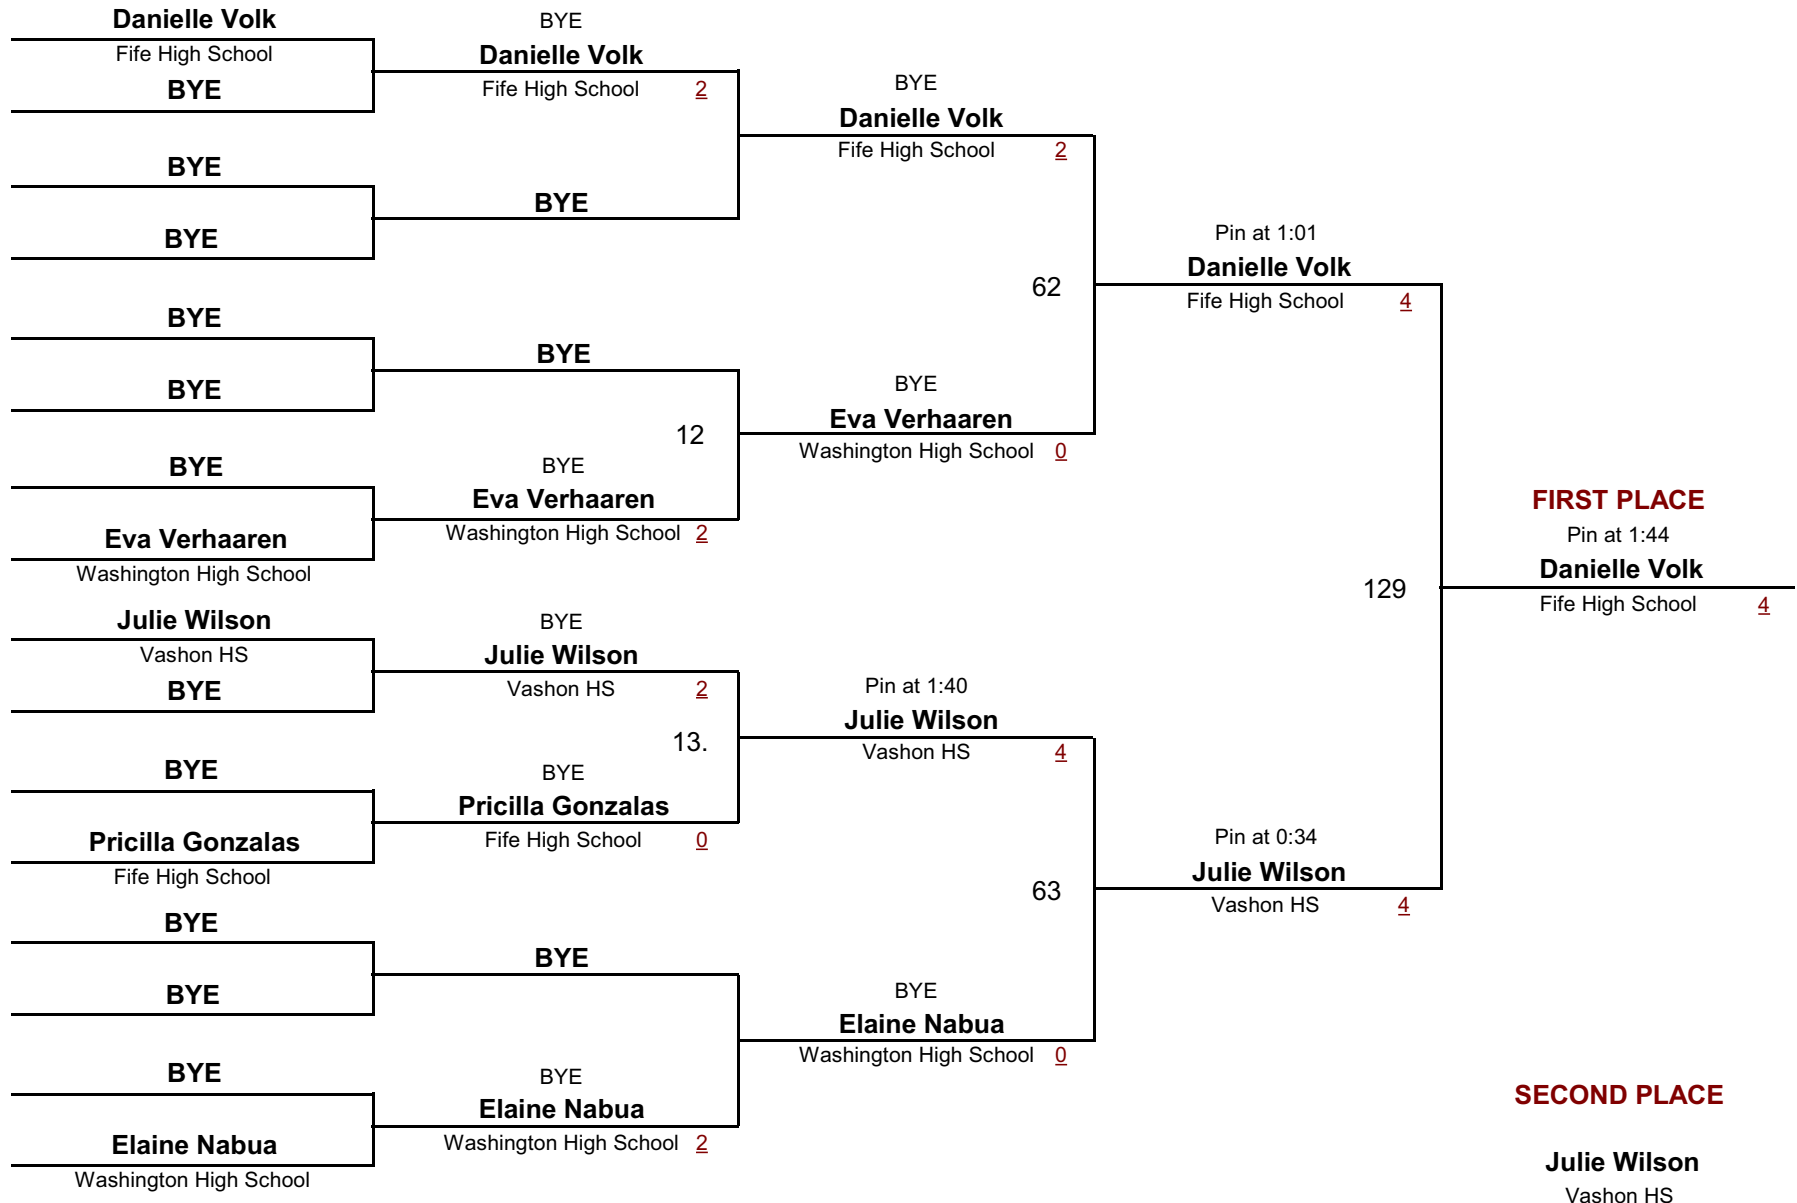 Danielle Volk
Fife High School
BYE
BYE
BYE
BYE
BYE
BYE
Eva Verhaaren
Washington High School
Julie Wilson
Vashon HS
BYE
BYE
Pricilla Gonzalas
Fife High School
BYE
BYE
BYE
Elaine Nabua
Washington High School
BYE
Danielle Volk
Fife High School 2
BYE
BYE
12
BYE
Eva Verhaaren
Washington High School 2
BYE
Julie Wilson
Vashon HS 2
13.
BYE
Pricilla Gonzalas
Fife High School 0
BYE
BYE
Elaine Nabua
Washington High School 2
BYE
Danielle Volk
Fife High School 2
62
BYE
Eva Verhaaren
Washington High School 0
Pin at 1:40
Julie Wilson
Vashon HS 4
63
BYE
Elaine Nabua
Washington High School 0
Pin at 1:01
Danielle Volk
Fife High School 4
129
Pin at 0:34
Julie Wilson
Vashon HS 4
FIRST PLACE
Pin at 1:44
Danielle Volk
Fife High School 4
SECOND PLACE
Julie Wilson
Vashon HS